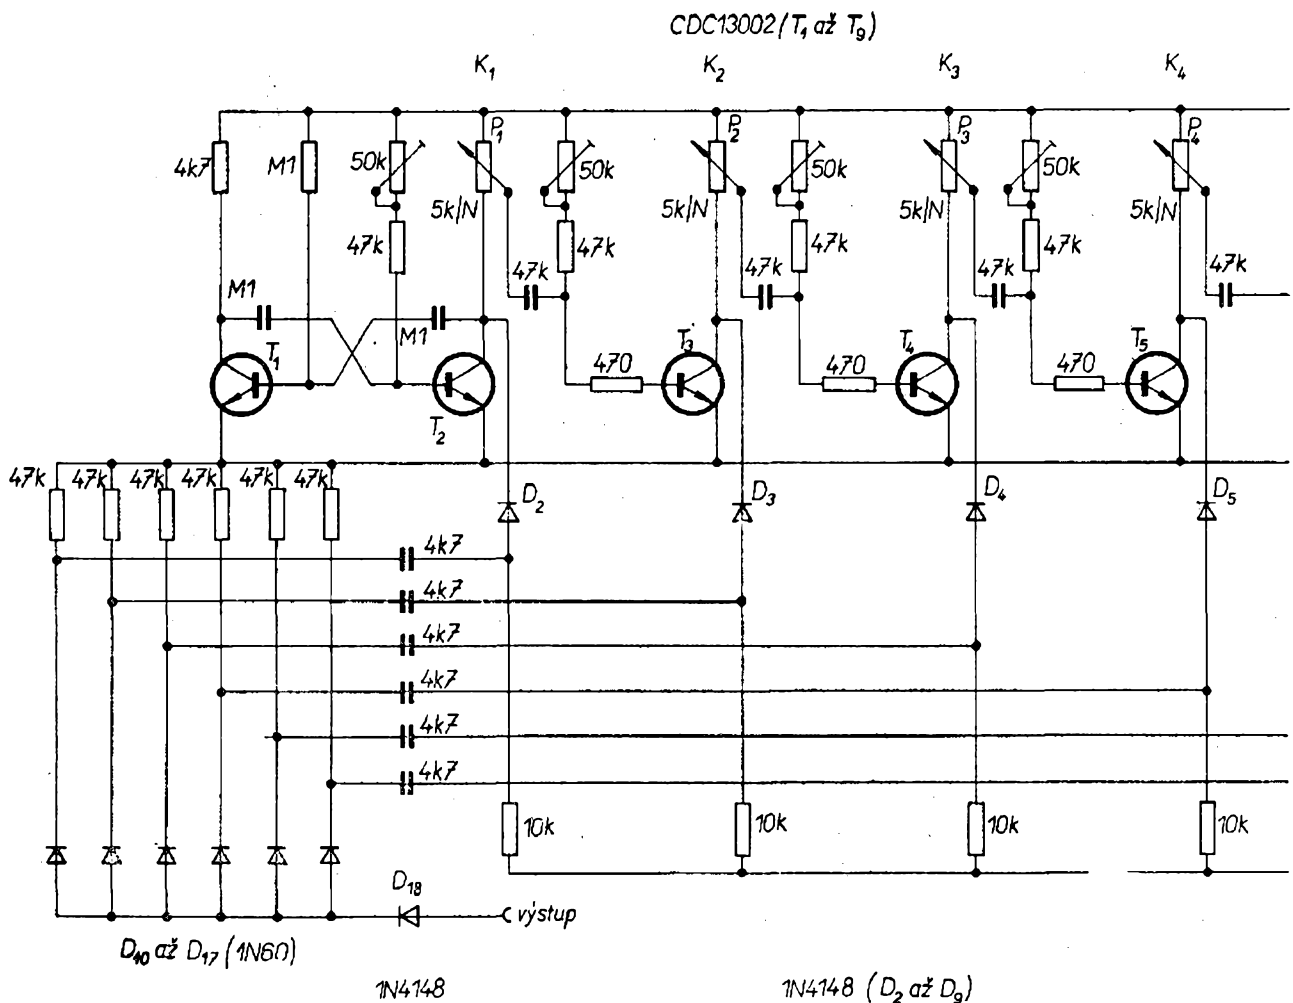 CDC13002 (T1 až T9)
K1 K2 K3 K4
4k7 M1 50k P1 50k P2 50k P3 50k P4
5k/N 5k/N 5k/N 5k/N
47k 47k 47k 47k
47k 47k 47k 47k
M1 M1
T1 T2 T3 T4 T5
470 470 470
47k 47k 47k 47k 47k 47k
D2 D3 D4 D5
4k7
4k7
4k7
4k7
4k7
4k7
10k 10k 10k 10k
D18
výstup
D10 až D17 (1N60)
1N4148 1N4148 (D2 až D9)